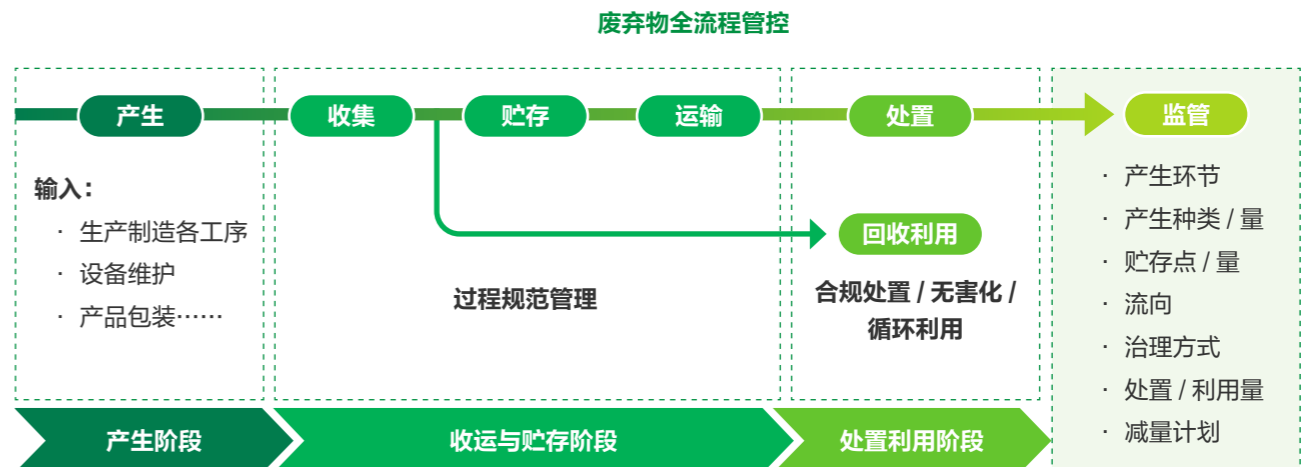 废弃物全流程管控
产生
收集
贮存
运输
处置
监管
输入：
· 生产制造各工序
· 设备维护
· 产品包装……
过程规范管理
回收利用
合规处置 / 无害化 /
循环利用
· 产生环节
· 产生种类 / 量
· 贮存点 / 量
· 流向
· 治理方式
· 处置 / 利用量
· 减量计划
产生阶段
收运与贮存阶段
处置利用阶段